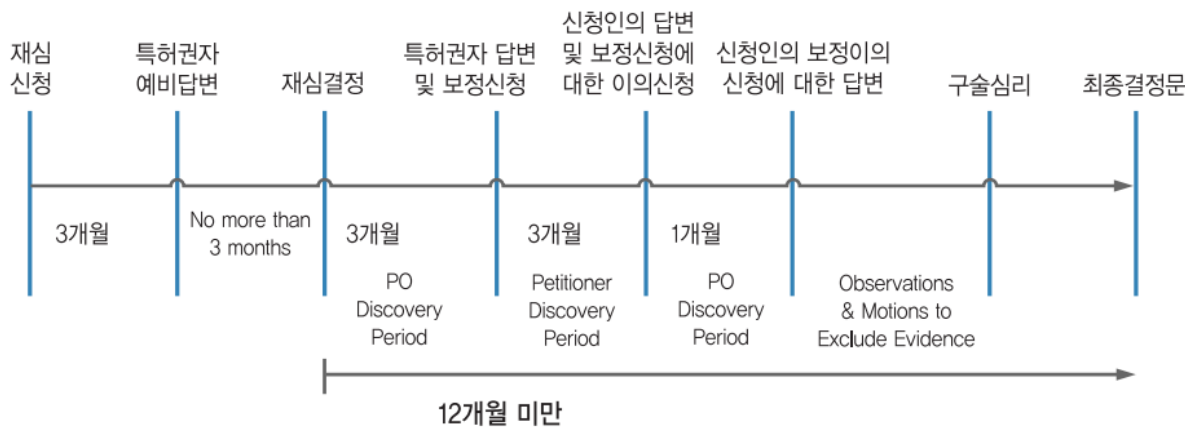 재심
신청
특허권자
예비답변
재심결정
특허권자 답변
및 보정신청
신청인의 답변
및 보정신청에
대한 이의신청
신청인의 보정이의
신청에 대한 답변
구술심리
최종결정문
3개월
No more than
3 months
3개월
3개월
1개월
PO
Discovery
Period
Petitioner
Discovery
Period
PO
Discovery
Period
Observations
& Motions to
Exclude Evidence
12개월 미만